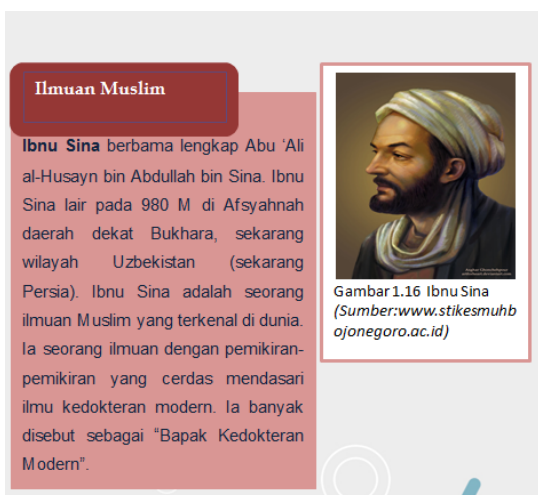 Ilmuan Muslim
Ibnu Sina berbama lengkap Abu ‘Ali
al-Husayn bin Abdullah bin Sina. Ibnu
Sina lair pada 980 M di Afsyahnah
daerah dekat Bukhara, sekarang
wilayah Uzbekistan (sekarang
Persia). Ibnu Sina adalah seorang
ilmuan Muslim yang terkenal di dunia.
Ia seorang ilmuan dengan pemikiran-
pemikiran yang cerdas mendasari
ilmu kedokteran modern. Ia banyak
disebut sebagai “Bapak Kedokteran
Modern”.
Gambar 1.16 Ibnu Sina
(Sumber:www.stikesmuhb
ojonegoro.ac.id)